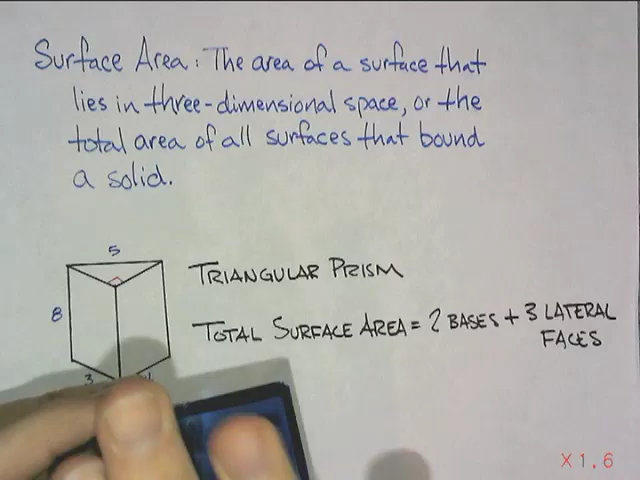 Surface Area: The area of a surface that
lies in three-dimensional space, or the
total area of all surfaces that bound
a solid.
5
TRIANGULAR PRISM
8
TOTAL SURFACE AREA = 2 BASES + 3 LATERAL
FACES
3
X1.6